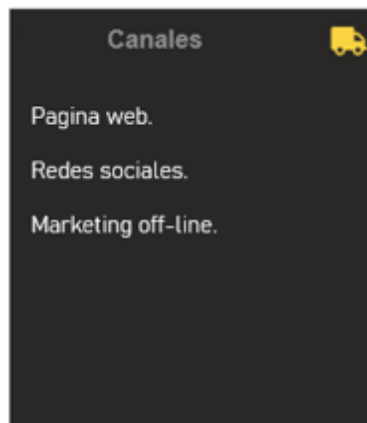 Canales
Pagina web.
Redes sociales.
Marketing off-line.